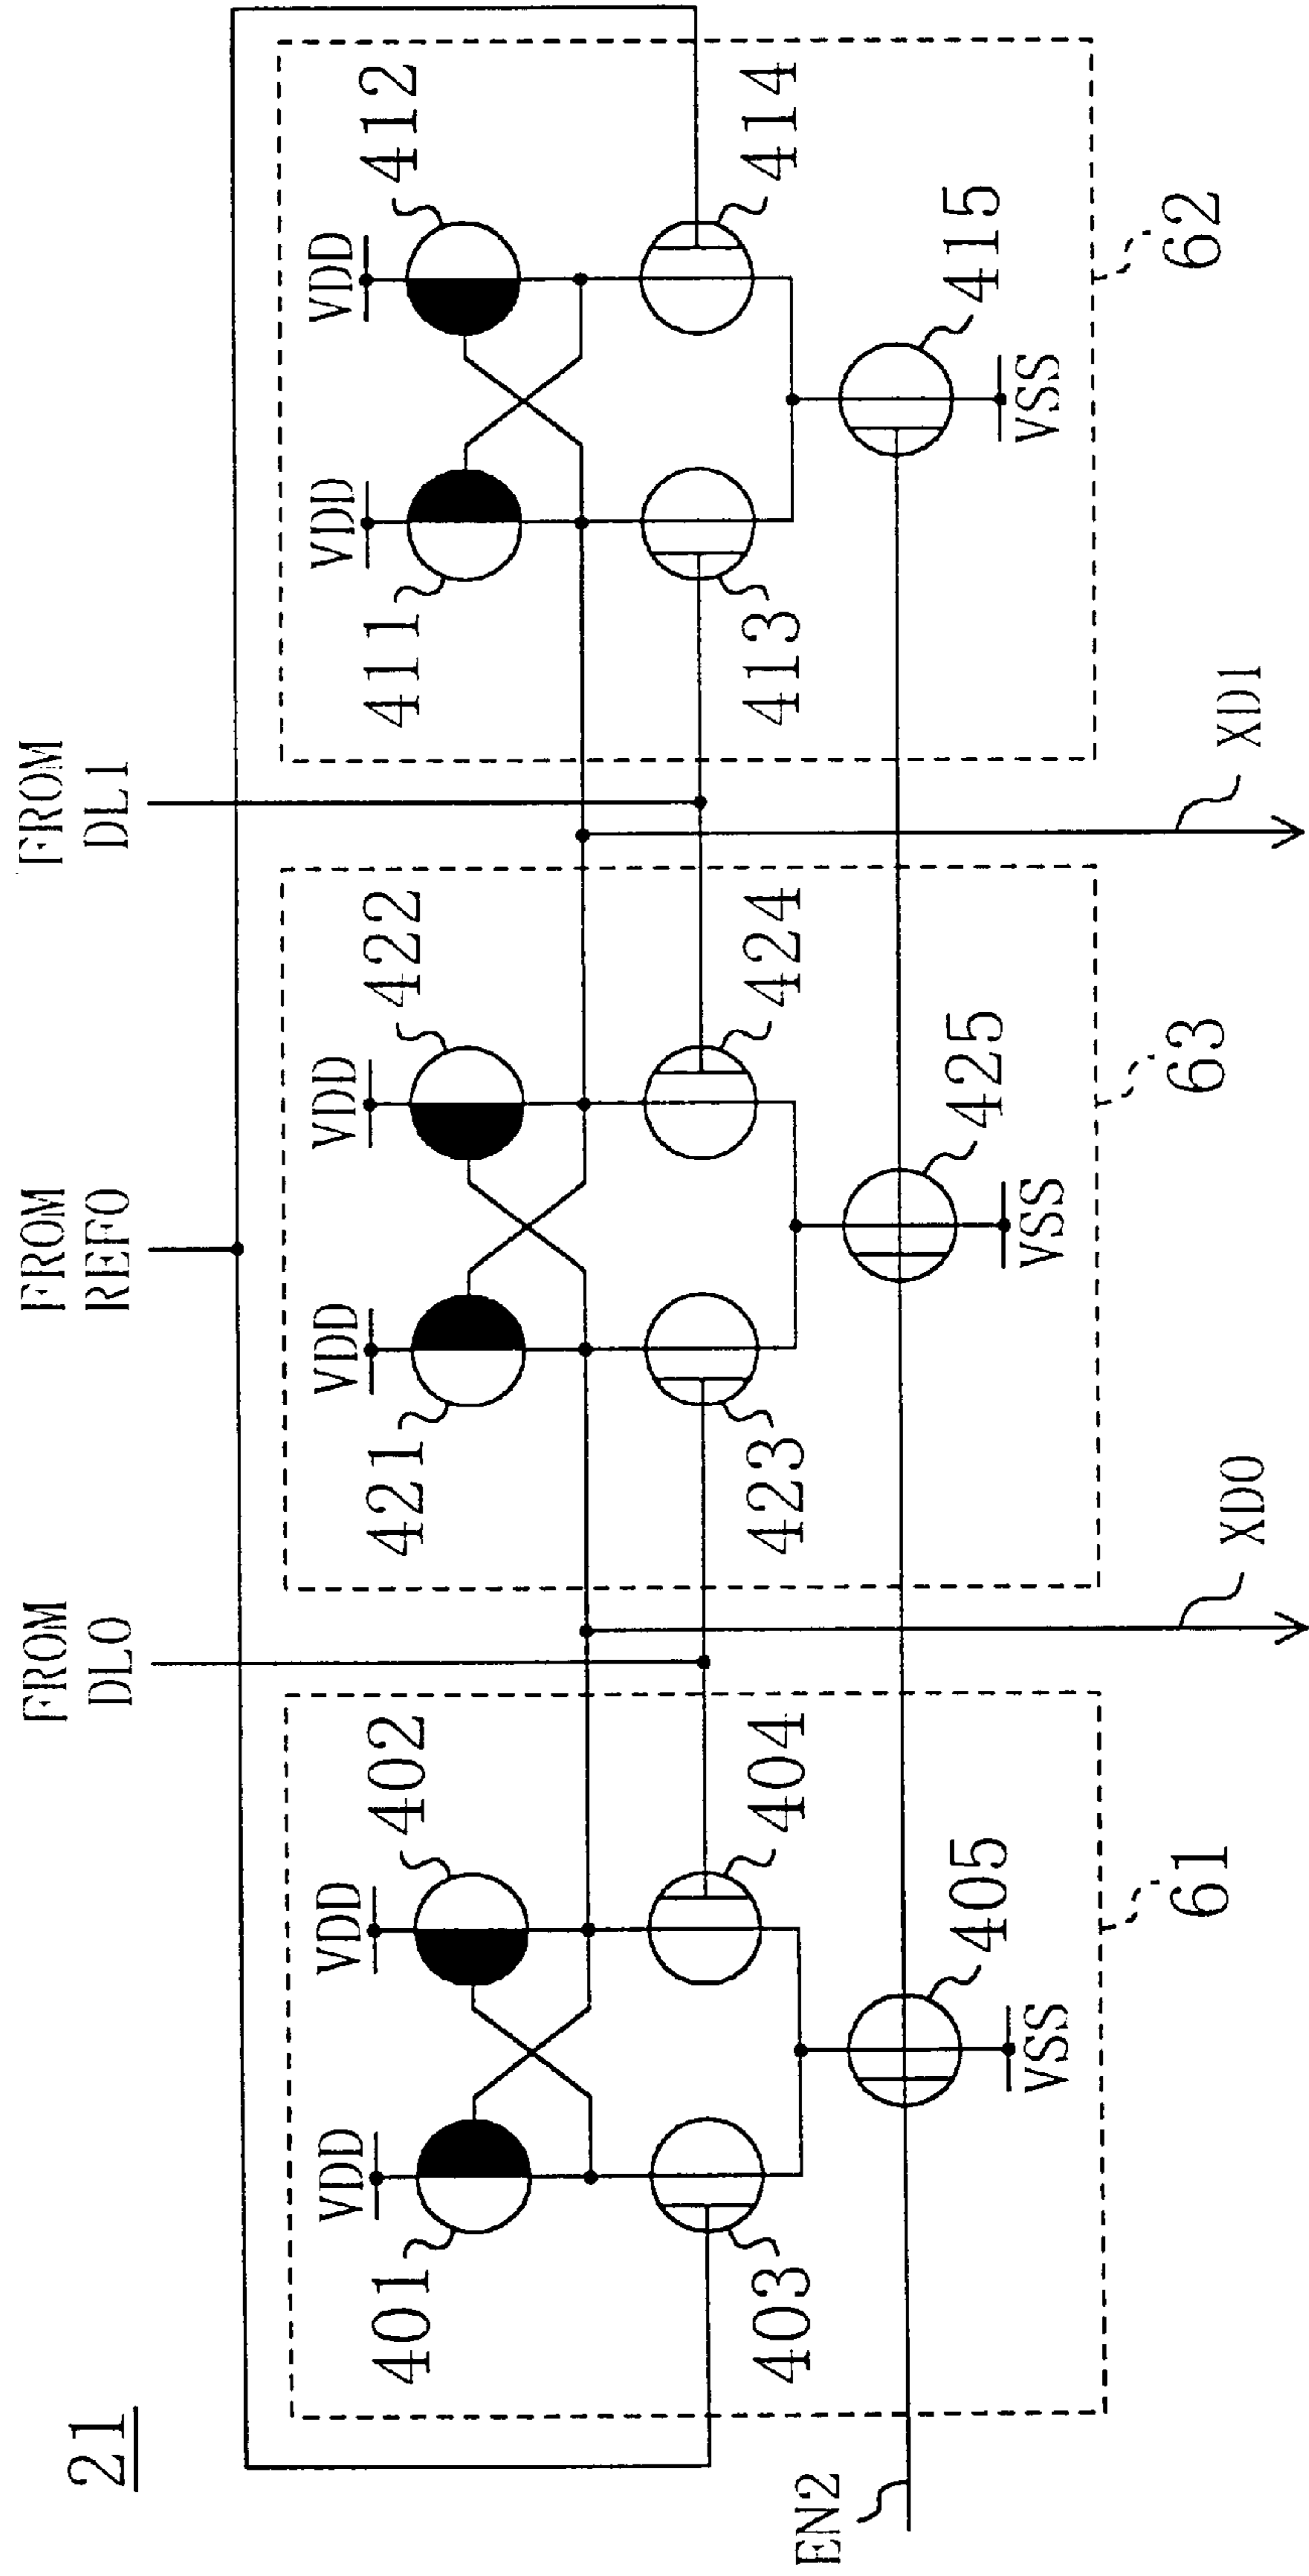 21
FROM
DL0
FROM
REF0
FROM
DL1
VDD
VDD
VDD
VDD
VDD
VDD
401
402
421
422
411
412
403
404
423
424
413
414
405
425
415
VSS
VSS
VSS
EN2
61
63
62
XD0
XD1